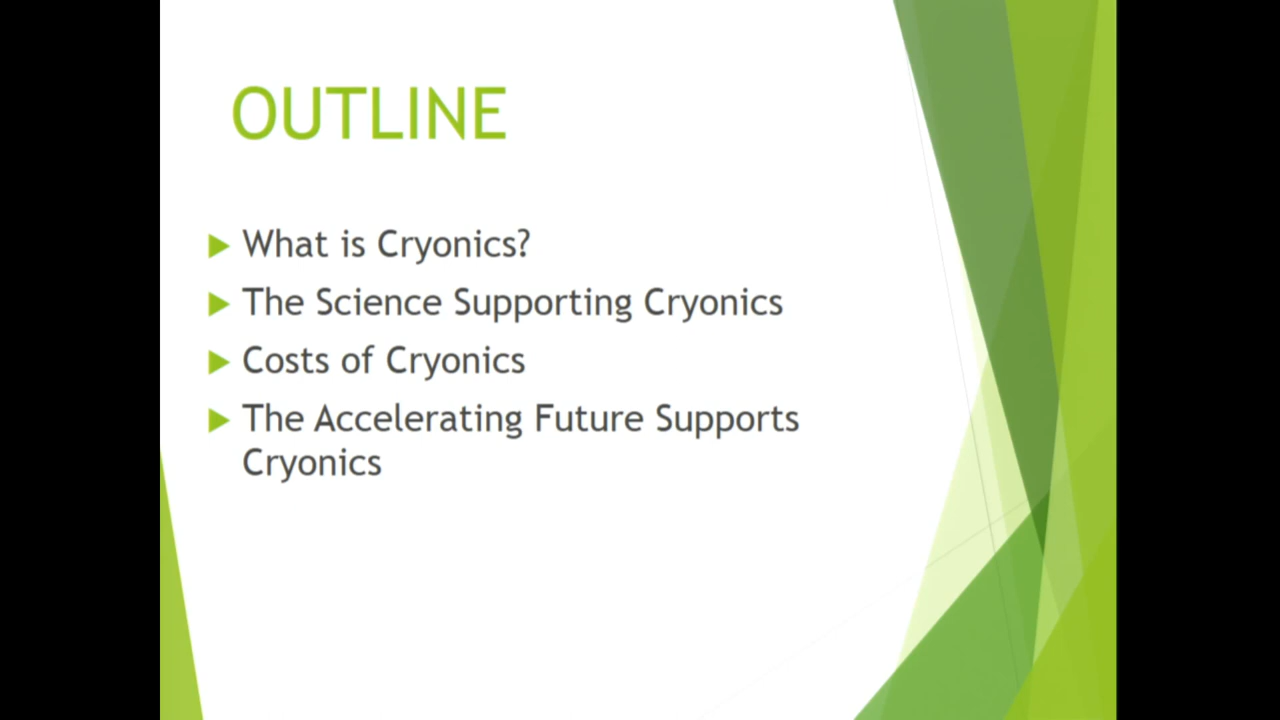 OUTLINE
What is Cryonics?
The Science Supporting Cryonics
Costs of Cryonics
The Accelerating Future Supports
Cryonics